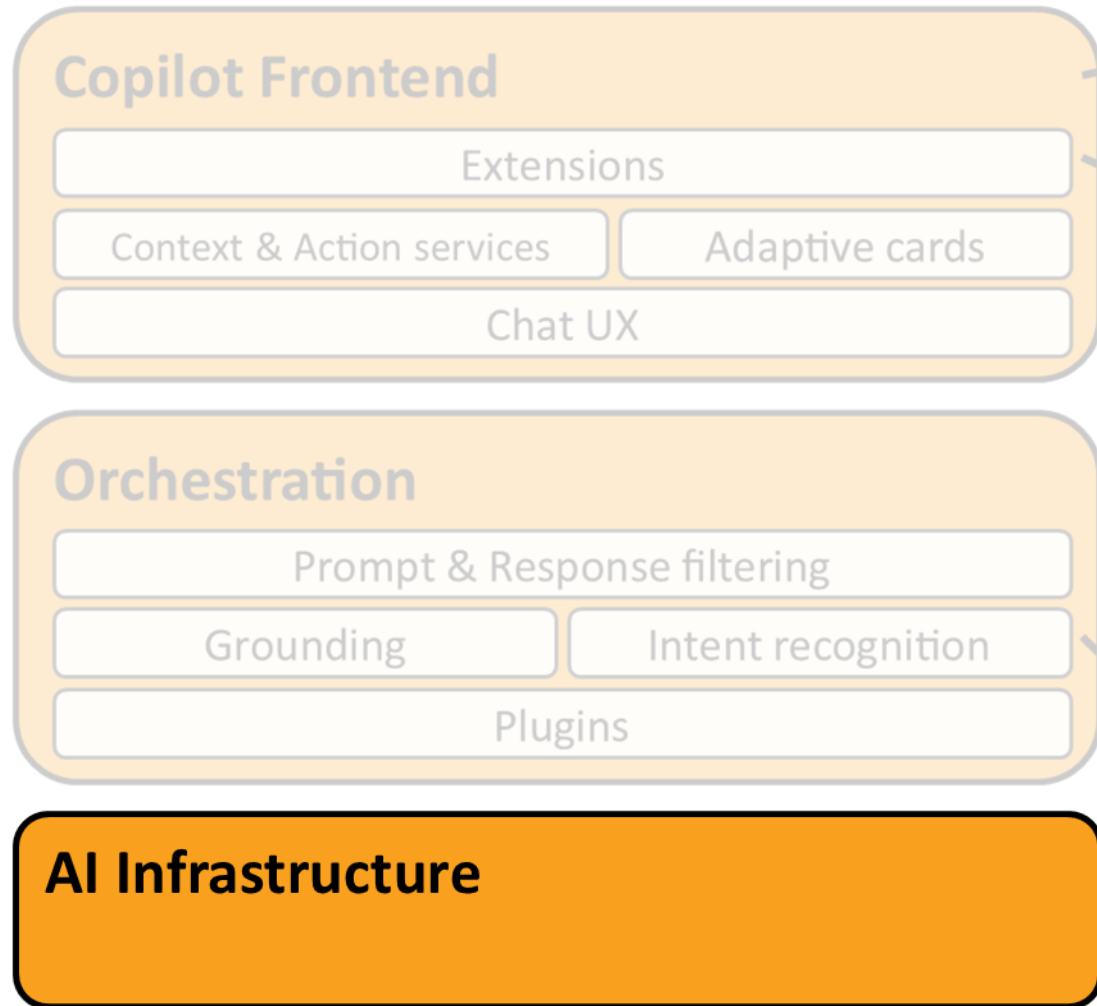 Copilot Frontend
Extensions
Context & Action services
Adaptive cards
Chat UX
Orchestration
Prompt & Response filtering
Grounding
Intent recognition
Plugins
AI Infrastructure